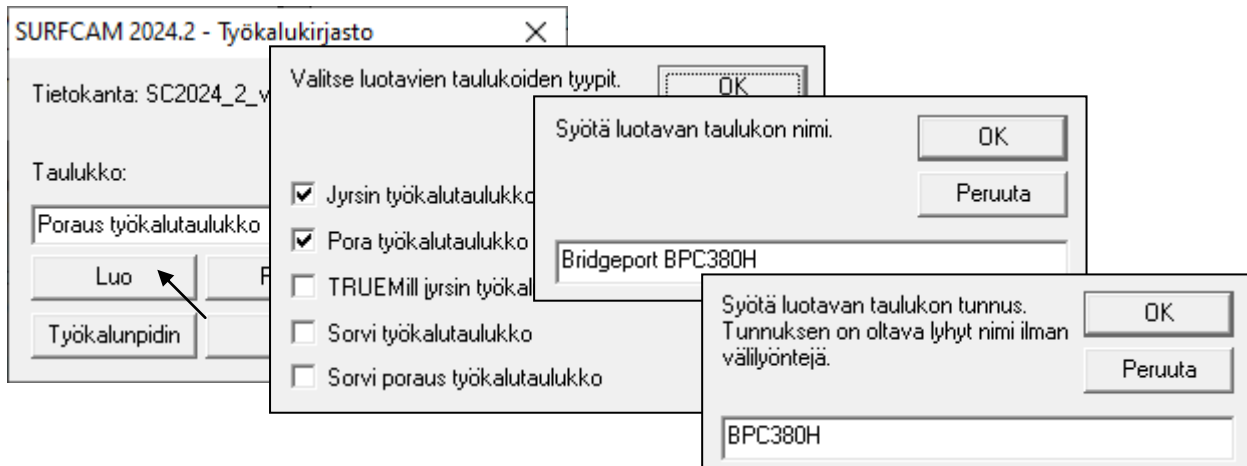 SURFCAM 2024.2 - Työkalukirjasto
Tietokanta: SC2024_2_v
Taulukko:
Poraus työkalutaulukko
Luo
Työkalunpidin
Valitse luotavien taulukoiden tyypit.
OK
Jyrsin työkalutaulukko
Pora työkalutaulukko
TRUEMill jyrsin työkal
Sorvi työkalutaulukko
Sorvi poraus työkalutaulukko
Syötä luotavan taulukon nimi.
OK
Peruuta
Bridgeport BPC380H
Syötä luotavan taulukon tunnus.
Tunnuksen on oltava lyhyt nimi ilman
välilyöntejä.
OK
Peruuta
BPC380H